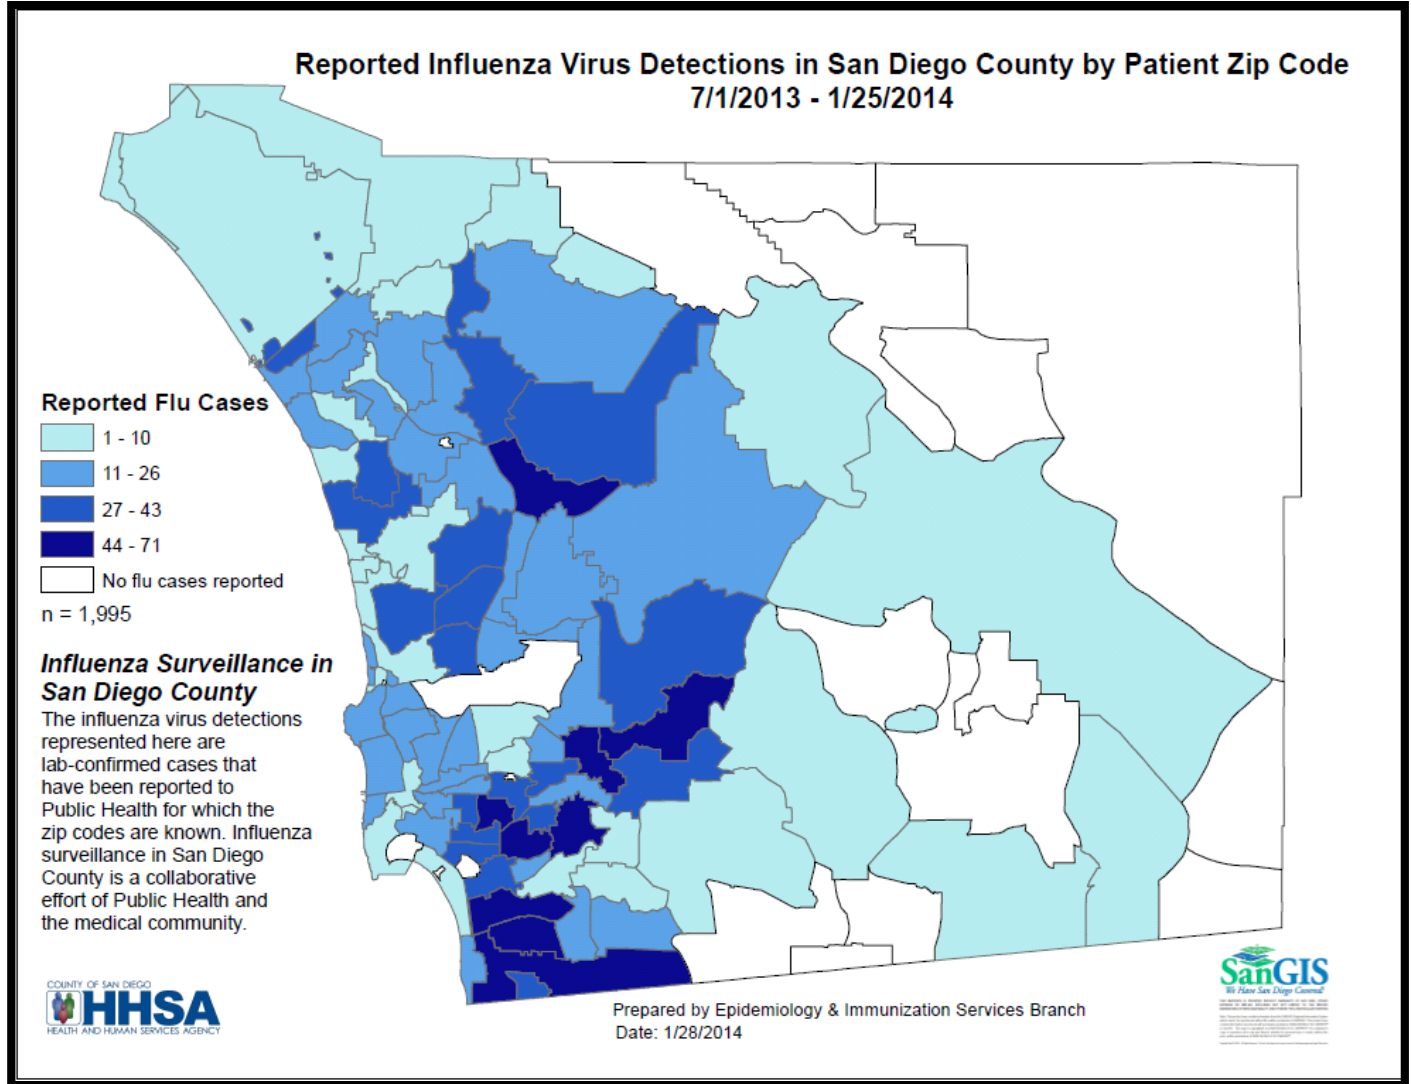 Reported Influenza Virus Detections in San Diego County by Patient Zip Code
7/1/2013 - 1/25/2014
Reported Flu Cases
1 - 10
11 - 26
27 - 43
44 - 71
No flu cases reported
n = 1,995
Influenza Surveillance in
San Diego County
The influenza virus detections
represented here are
lab-confirmed cases that
have been reported to
Public Health for which the
zip codes are known. Influenza
surveillance in San Diego
County is a collaborative
effort of Public Health and
the medical community.
COUNTY OF SAN DIEGO
HHSA
HEALTH AND HUMAN SERVICES AGENCY
Prepared by Epidemiology & Immunization Services Branch
Date: 1/28/2014
SanGIS
We Have San Diego Covered!